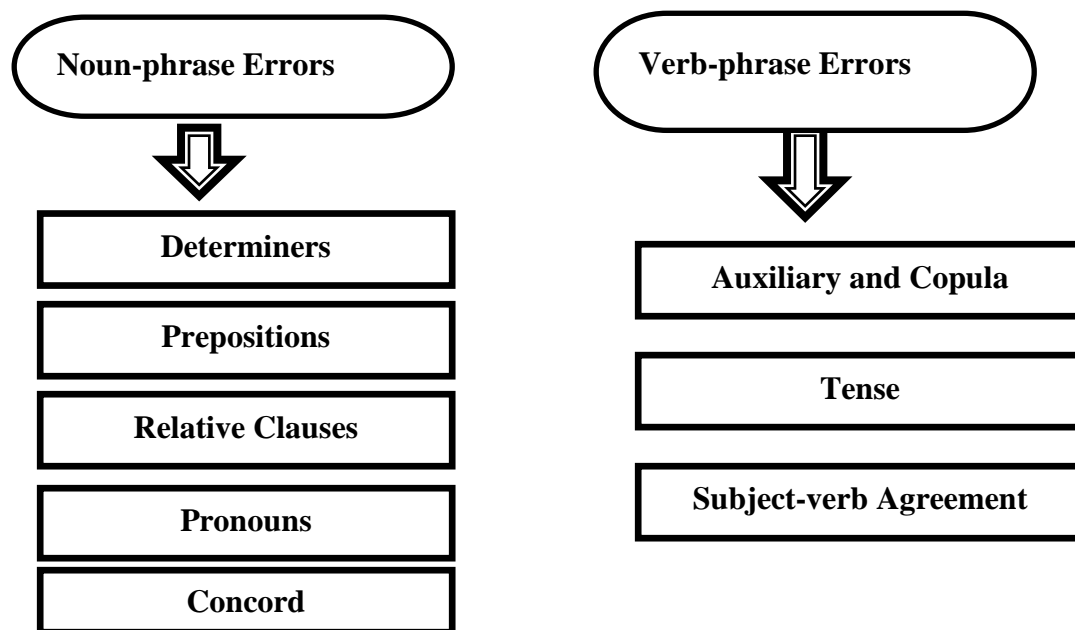 Noun-phrase Errors
Determiners
Prepositions
Relative Clauses
Pronouns
Concord
Verb-phrase Errors
Auxiliary and Copula
Tense
Subject-verb Agreement